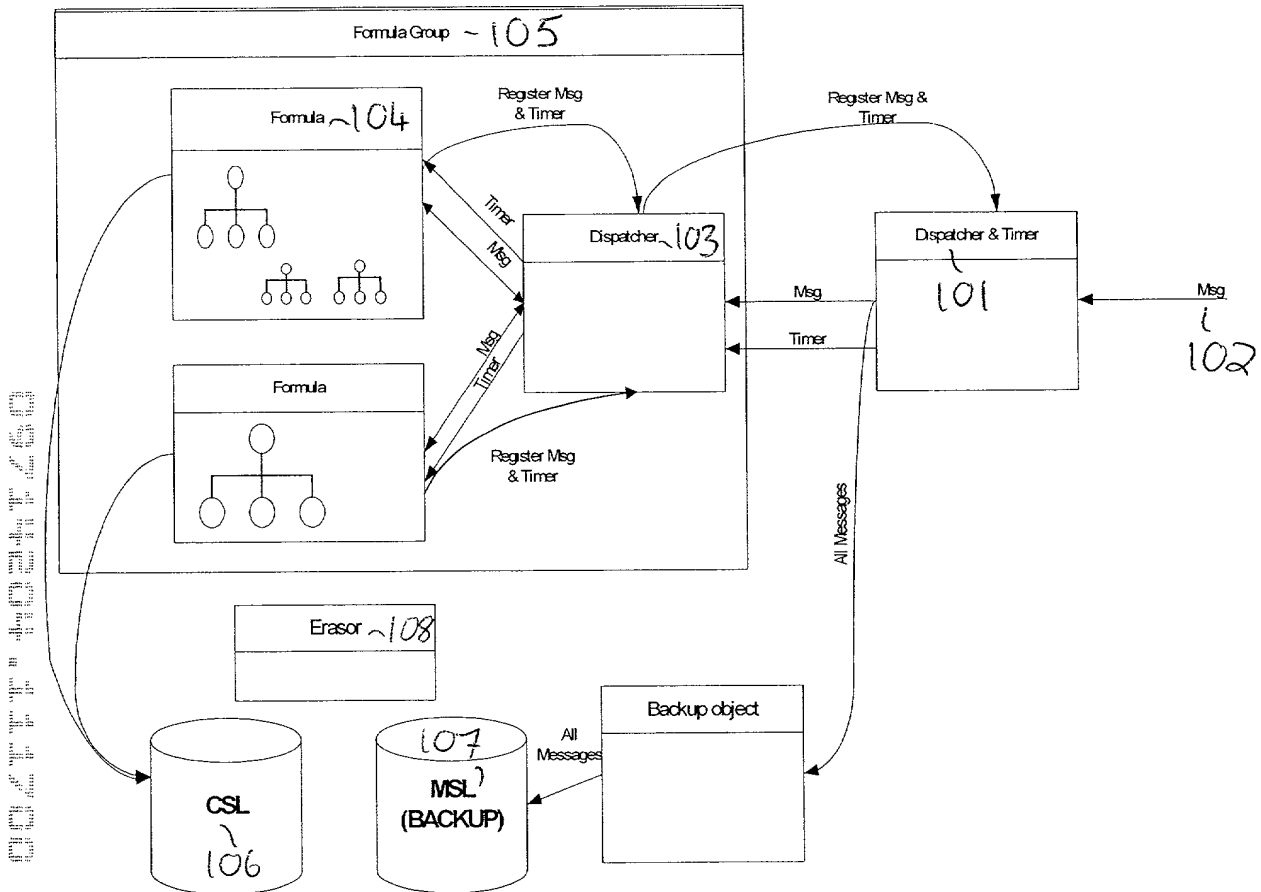 Formula Group ~ 105
Formula ~104
Register Msg
& Timer
Register Msg &
Timer
Timer
Msg
Dispatcher ~103
Dispatcher & Timer
101
Msg
Timer
Msg
102
Msg
Timer
Formula
Register Msg
& Timer
All Messages
Erasor ~108
Backup object
All
Messages
107
MSL
(BACKUP)
CSL
106